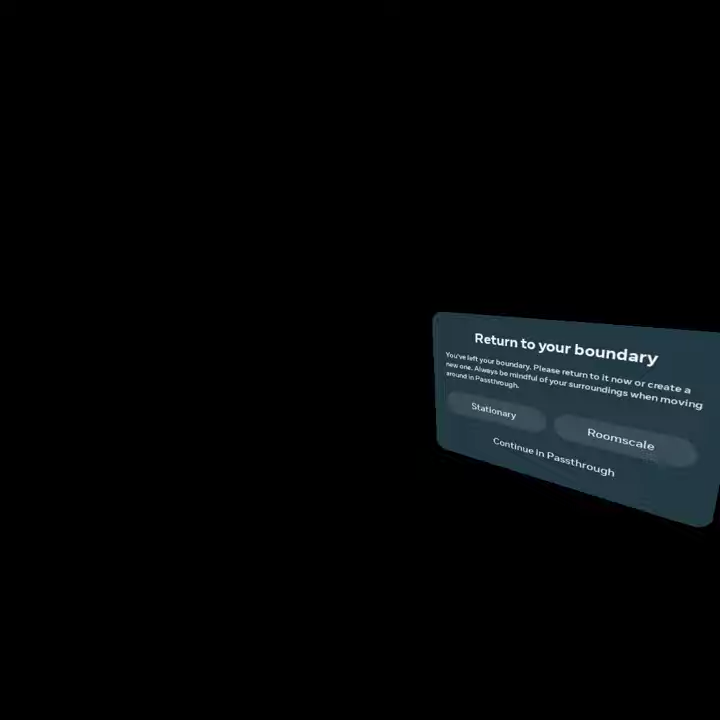 Return to your boundary
You've left your boundary. Please return to it now or create a
new one. Always be mindful of your surroundings when moving
around in Passthrough.
Stationary
Roomscale
Continue in Passthrough